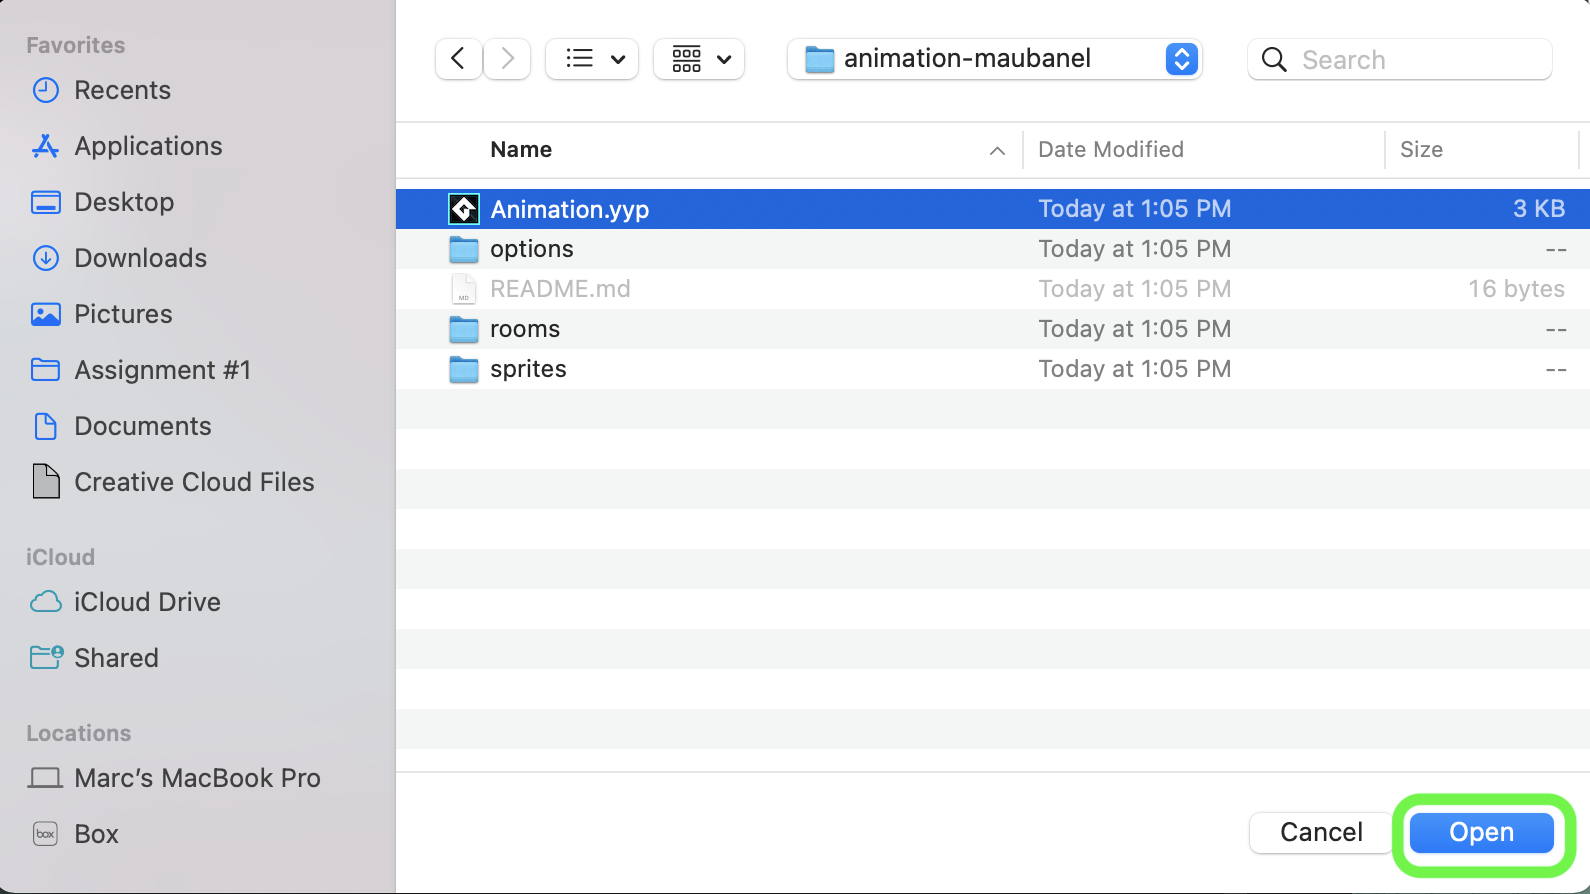 Favorites
Recents
Applications
Desktop
Downloads
Pictures
Assignment #1
Documents
Creative Cloud Files
iCloud
iCloud Drive
Shared
Locations
Marc’s MacBook Pro
box Box
animation-maubanel
Search
Name Date Modified Size
Animation.yyp Today at 1:05 PM 3 KB
options Today at 1:05 PM --
MD README.md Today at 1:05 PM 16 bytes
rooms Today at 1:05 PM --
sprites Today at 1:05 PM --
Cancel Open